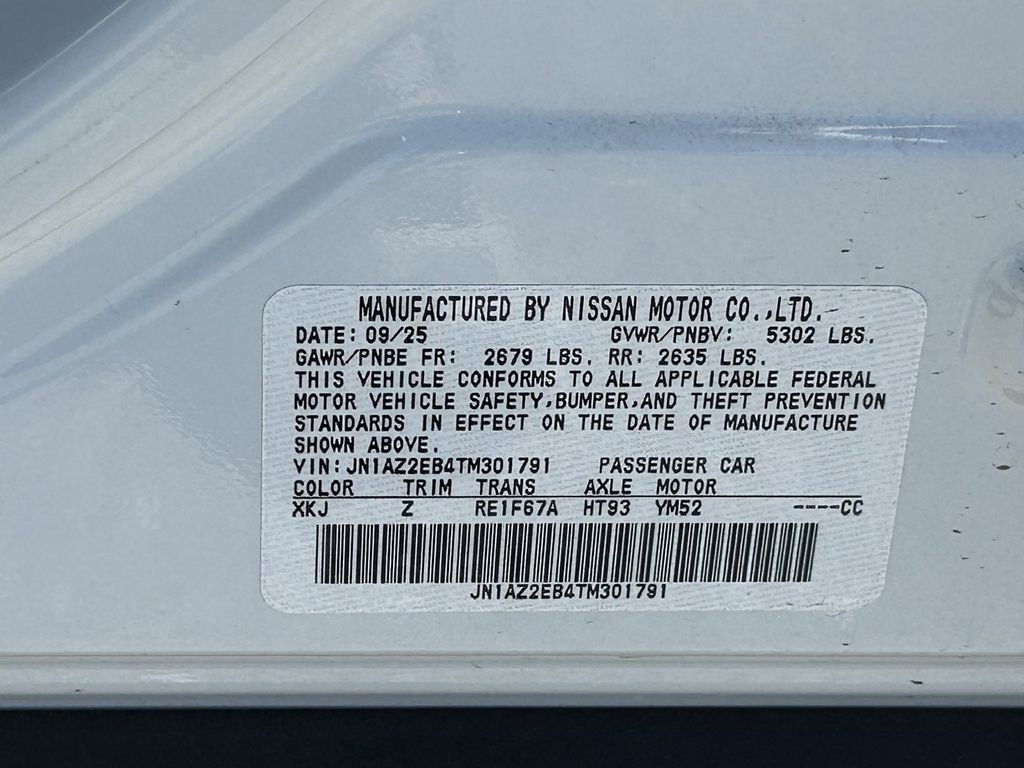 MANUFACTURED BY NISSAN MOTOR CO.,LTD.
DATE: 09/25 GVWR/PNBV: 5302 LBS.
GAWR/PNBE FR: 2679 LBS. RR: 2635 LBS.
THIS VEHICLE CONFORMS TO ALL APPLICABLE FEDERAL
MOTOR VEHICLE SAFETY,BUMPER,AND THEFT PREVENTION
STANDARDS IN EFFECT ON THE DATE OF MANUFACTURE
SHOWN ABOVE.
VIN: JN1AZ2EB4TM301791 PASSENGER CAR
COLOR TRIM TRANS AXLE MOTOR
XKJ Z RE1F67A HT93 YM52 ----CC
JN1AZ2EB4TM301791